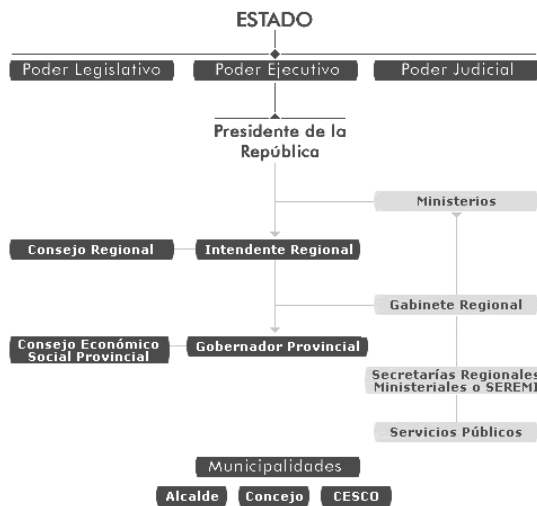 ESTADO
Poder Legislativo
Poder Ejecutivo
Poder Judicial
Presidente de la
República
Ministerios
Consejo Regional
Intendente Regional
Gabinete Regional
Consejo Económico
Social Provincial
Gobernador Provincial
Secretarías Regionales
Ministeriales o SEREMI
Servicios Públicos
Municipalidades
Alcalde
Concejo
CESCO